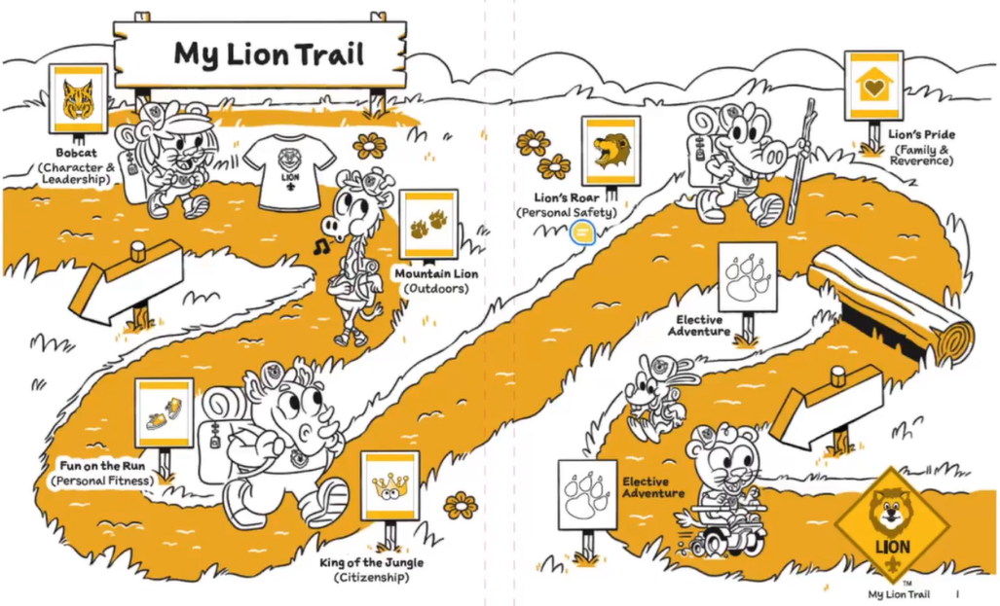 My Lion Trail
Bobcat
(Character &
Leadership)
LION
Mountain Lion
(Outdoors)
Fun on the Run
(Personal Fitness)
King of the Jungle
(Citizenship)
Lion's Roar
(Personal Safety)
Lion's Pride
(Family &
Reverence)
Elective
Adventure
Elective
Adventure
LION
TM
My Lion Trail 1